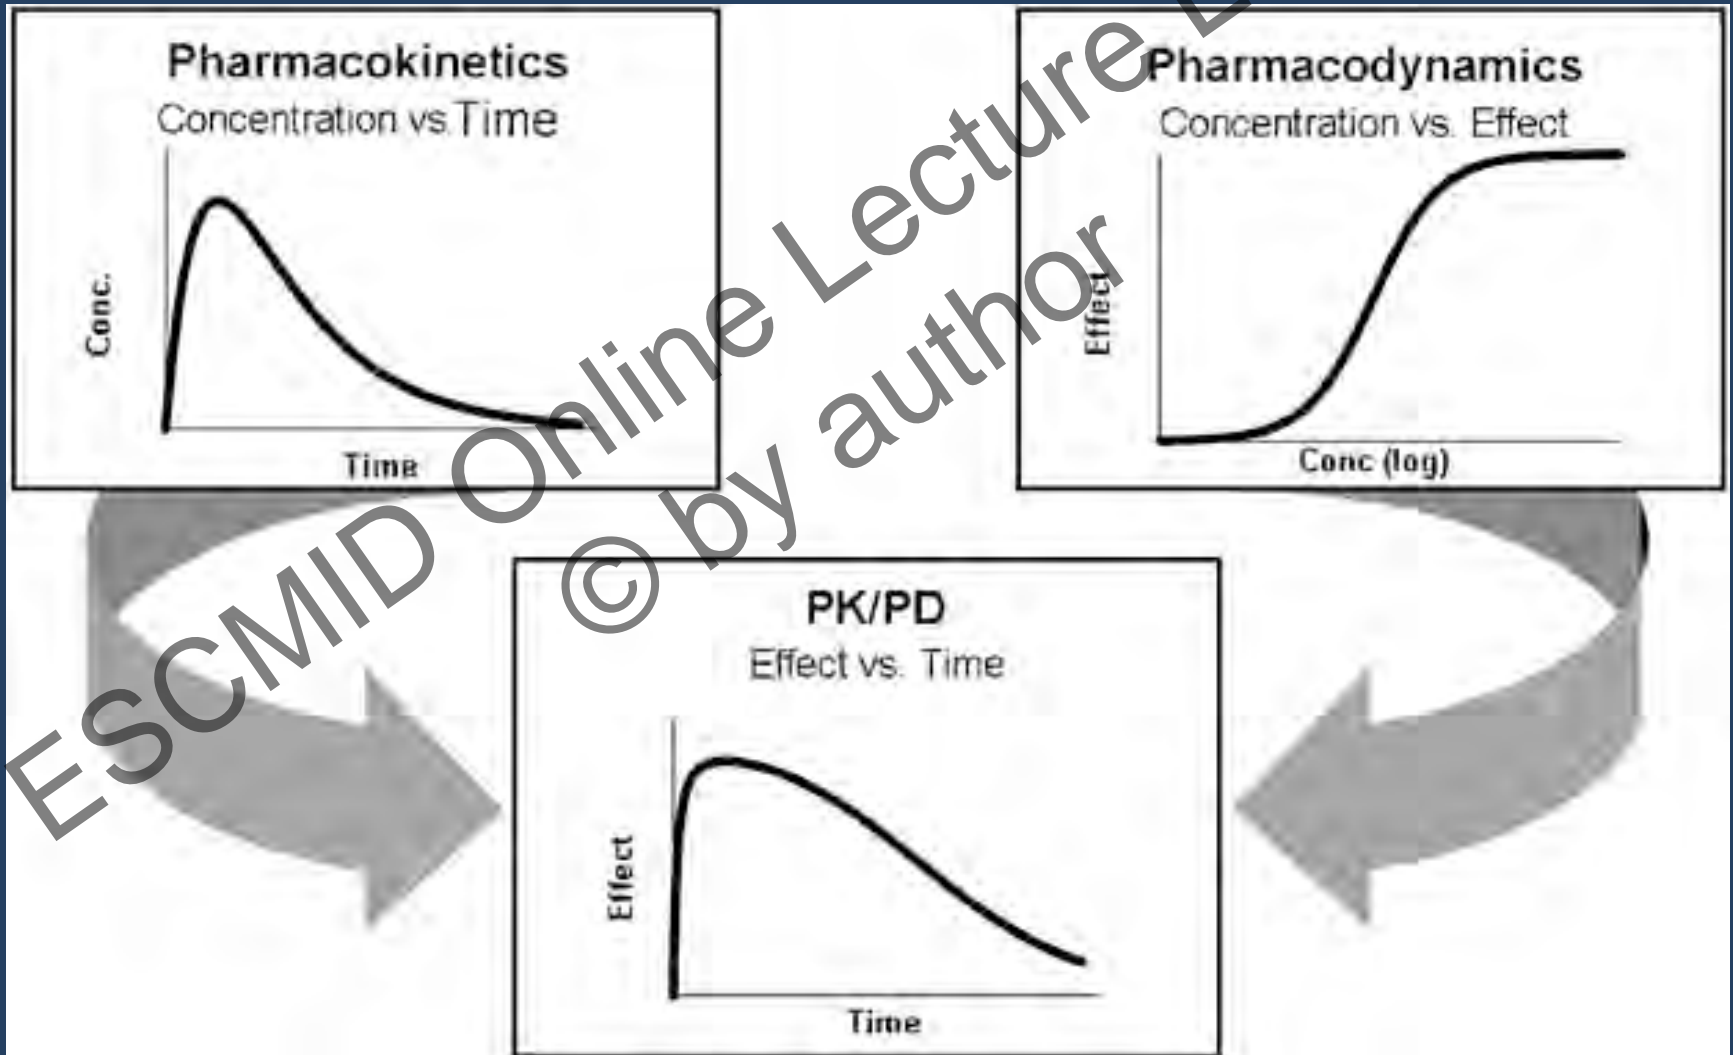 Pharmacokinetics
Concentration vs.Time
Conc.
Time
Pharmacodynamics
Concentration vs. Effect
Effect
Conc (log)
PK/PD
Effect vs. Time
Effect
Time
ESCMID Online Lecture
© by author